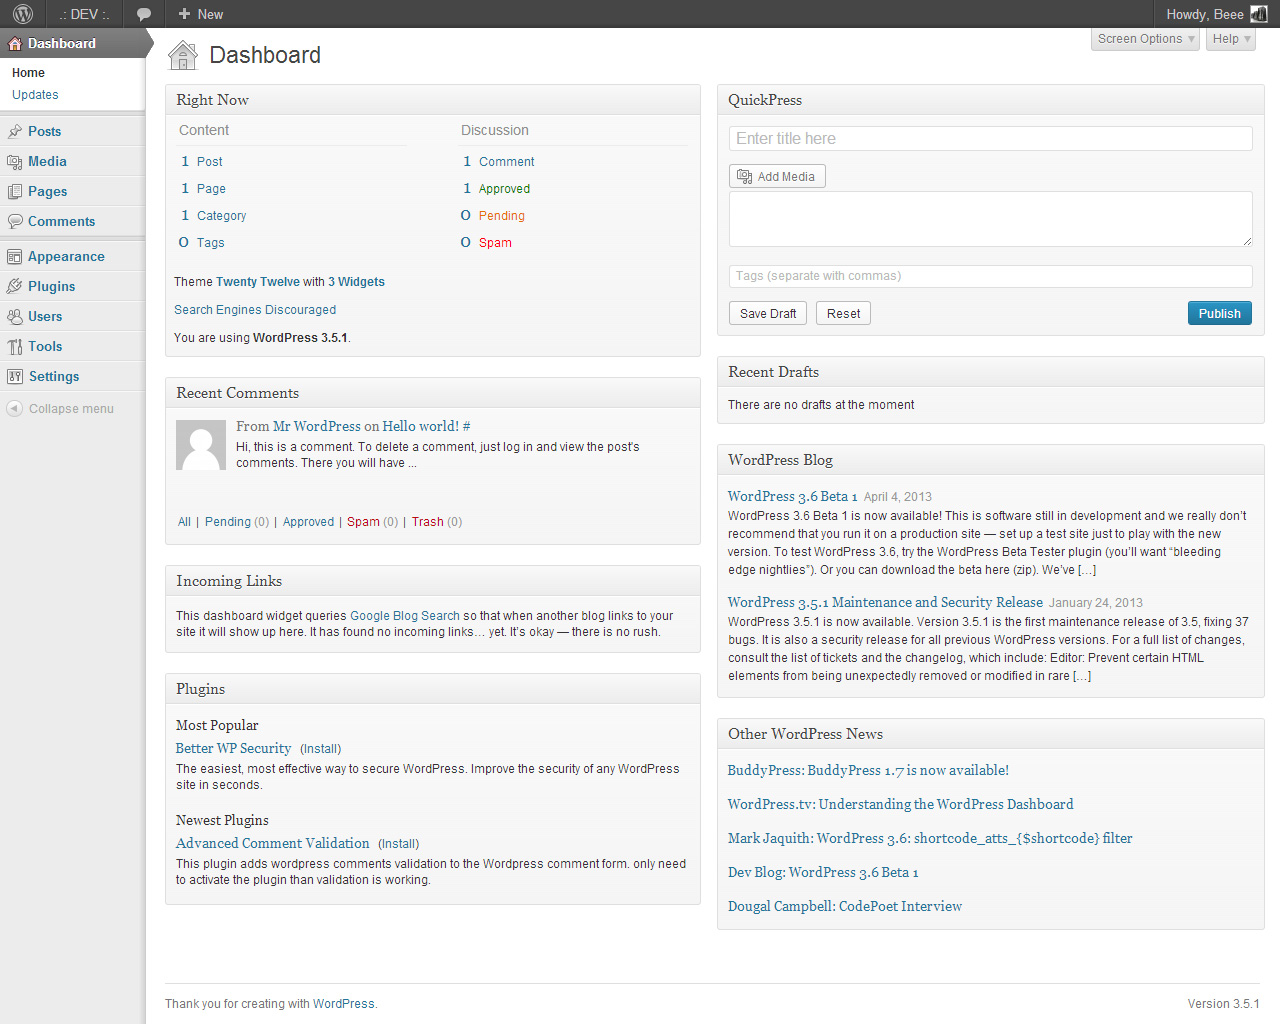 .: DEV :.
New
Howdy, Beee
Dashboard
Home
Updates
Posts
Media
Pages
Comments
Appearance
Plugins
Users
Tools
Settings
Collapse menu
Screen Options
Help
Dashboard
Right Now
Content
1 Post
1 Page
1 Category
0 Tags
Discussion
1 Comment
1 Approved
0 Pending
0 Spam
Theme Twenty Twelve with 3 Widgets
Search Engines Discouraged
You are using WordPress 3.5.1.
Recent Comments
From Mr WordPress on Hello world! #
Hi, this is a comment. To delete a comment, just log in and view the post's
comments. There you will have ...
All | Pending (0) | Approved | Spam (0) | Trash (0)
Incoming Links
This dashboard widget queries Google Blog Search so that when another blog links to your
site it will show up here. It has found no incoming links… yet. It's okay — there is no rush.
Plugins
Most Popular
Better WP Security (Install)
The easiest, most effective way to secure WordPress. Improve the security of any WordPress
site in seconds.
Newest Plugins
Advanced Comment Validation (Install)
This plugin adds wordpress comments validation to the Wordpress comment form. only need
to activate the plugin than validation is working.
QuickPress
Enter title here
Add Media
Tags (separate with commas)
Save Draft
Reset
Publish
Recent Drafts
There are no drafts at the moment
WordPress Blog
WordPress 3.6 Beta 1 April 4, 2013
WordPress 3.6 Beta 1 is now available! This is software still in development and we really don't
recommend that you run it on a production site — set up a test site just to play with the new
version. To test WordPress 3.6, try the WordPress Beta Tester plugin (you'll want “bleeding
edge nightlies”). Or you can download the beta here (zip). We've […]
WordPress 3.5.1 Maintenance and Security Release January 24, 2013
WordPress 3.5.1 is now available. Version 3.5.1 is the first maintenance release of 3.5, fixing 37
bugs. It is also a security release for all previous WordPress versions. For a full list of changes,
consult the list of tickets and the changelog, which include: Editor: Prevent certain HTML
elements from being unexpectedly removed or modified in rare […]
Other WordPress News
BuddyPress: BuddyPress 1.7 is now available!
WordPress.tv: Understanding the WordPress Dashboard
Mark Jaquith: WordPress 3.6: shortcode_atts_{$shortcode} filter
Dev Blog: WordPress 3.6 Beta 1
Dougal Campbell: CodePoet Interview
Thank you for creating with WordPress.
Version 3.5.1